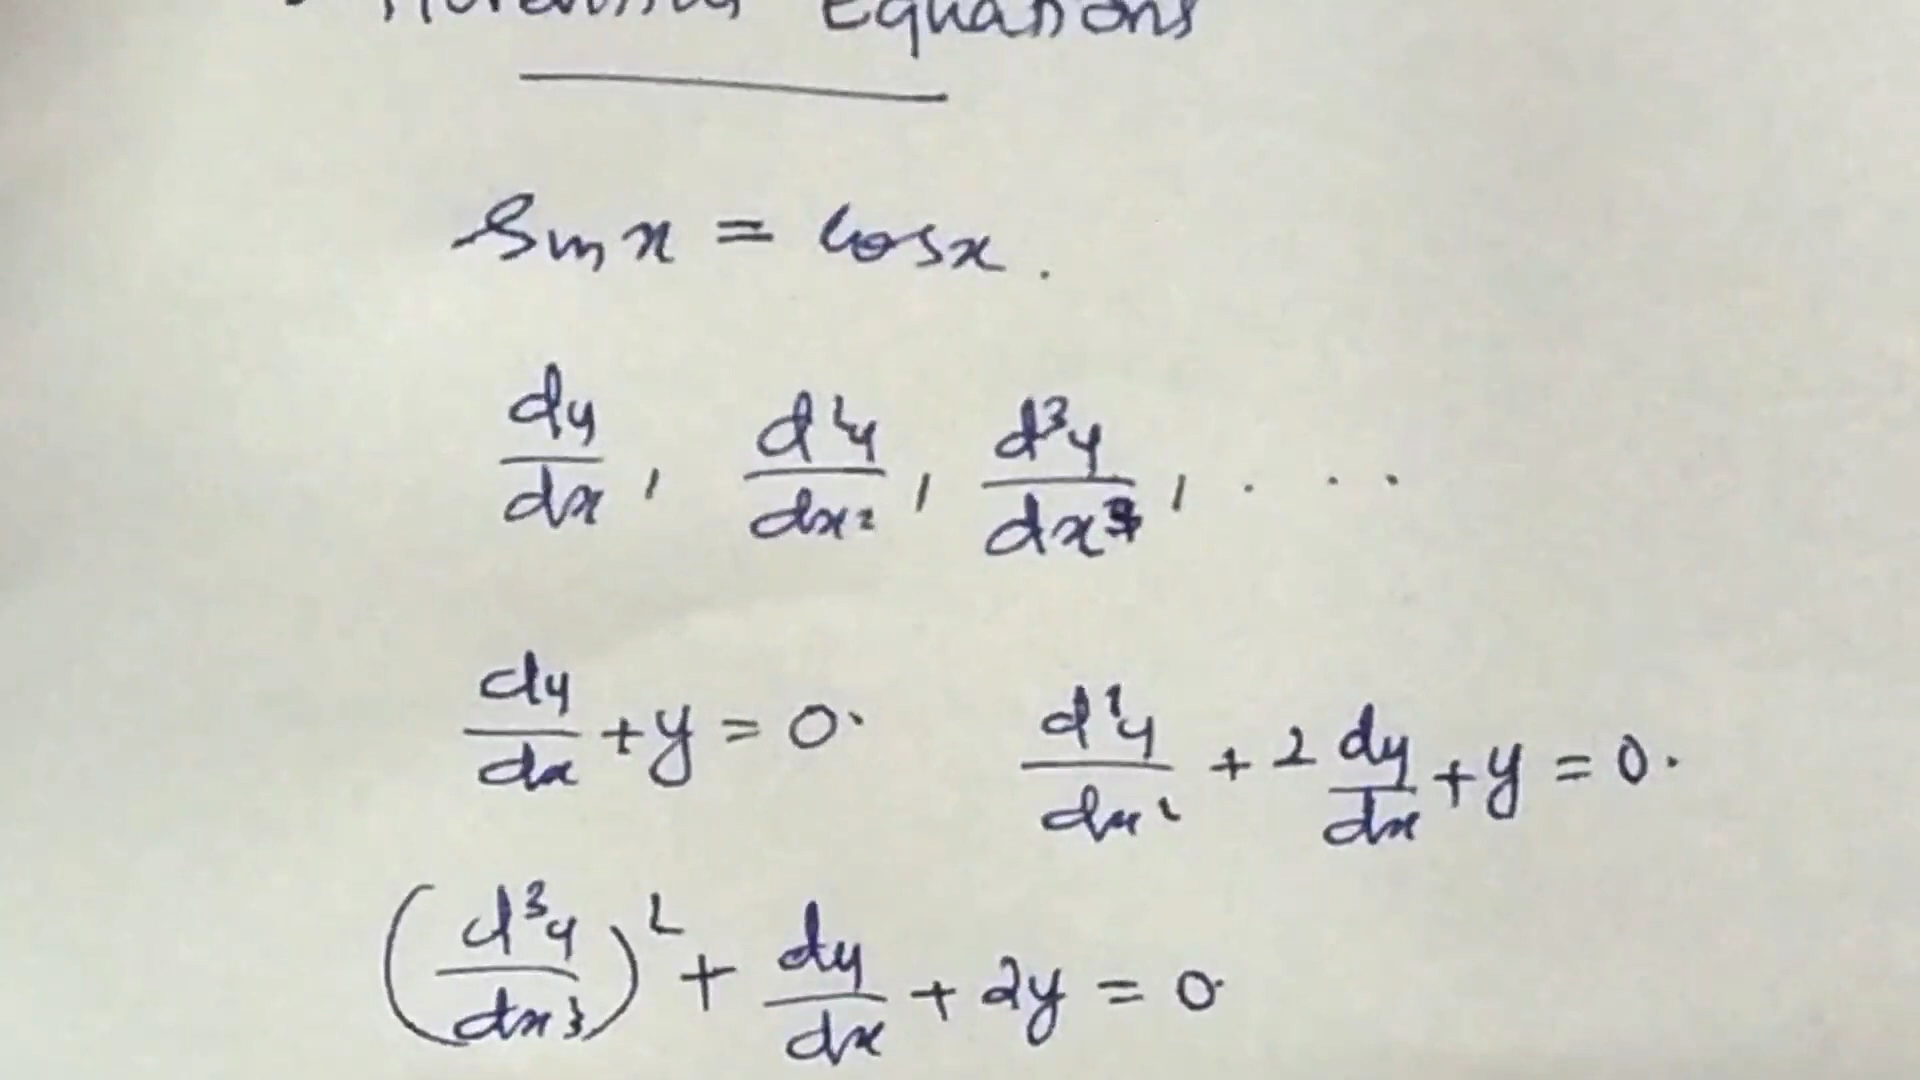 Equations
Sin x = cosx.
dy/dx, d²y/dx², d³y/dx³, . . . .
dy/dx + y = 0. d²y/dx² + 2 dy/dx + y = 0.
(d³y/dx³)² + dy/dx + 2y = 0.